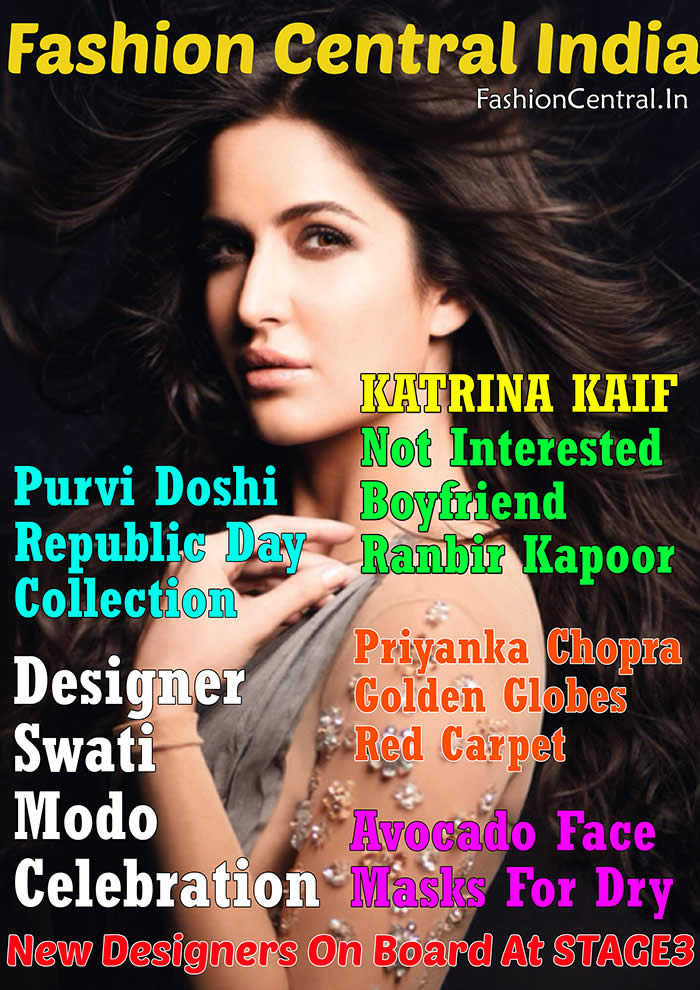 Fashion Central India
FashionCentral.In
KATRINA KAIF
Not Interested
Boyfriend
Ranbir Kapoor
Purvi Doshi
Republic Day
Collection
Priyanka Chopra
Golden Globes
Red Carpet
Designer
Swati
Modo
Celebration
Avocado Face
Masks For Dry
New Designers On Board At STAGE3